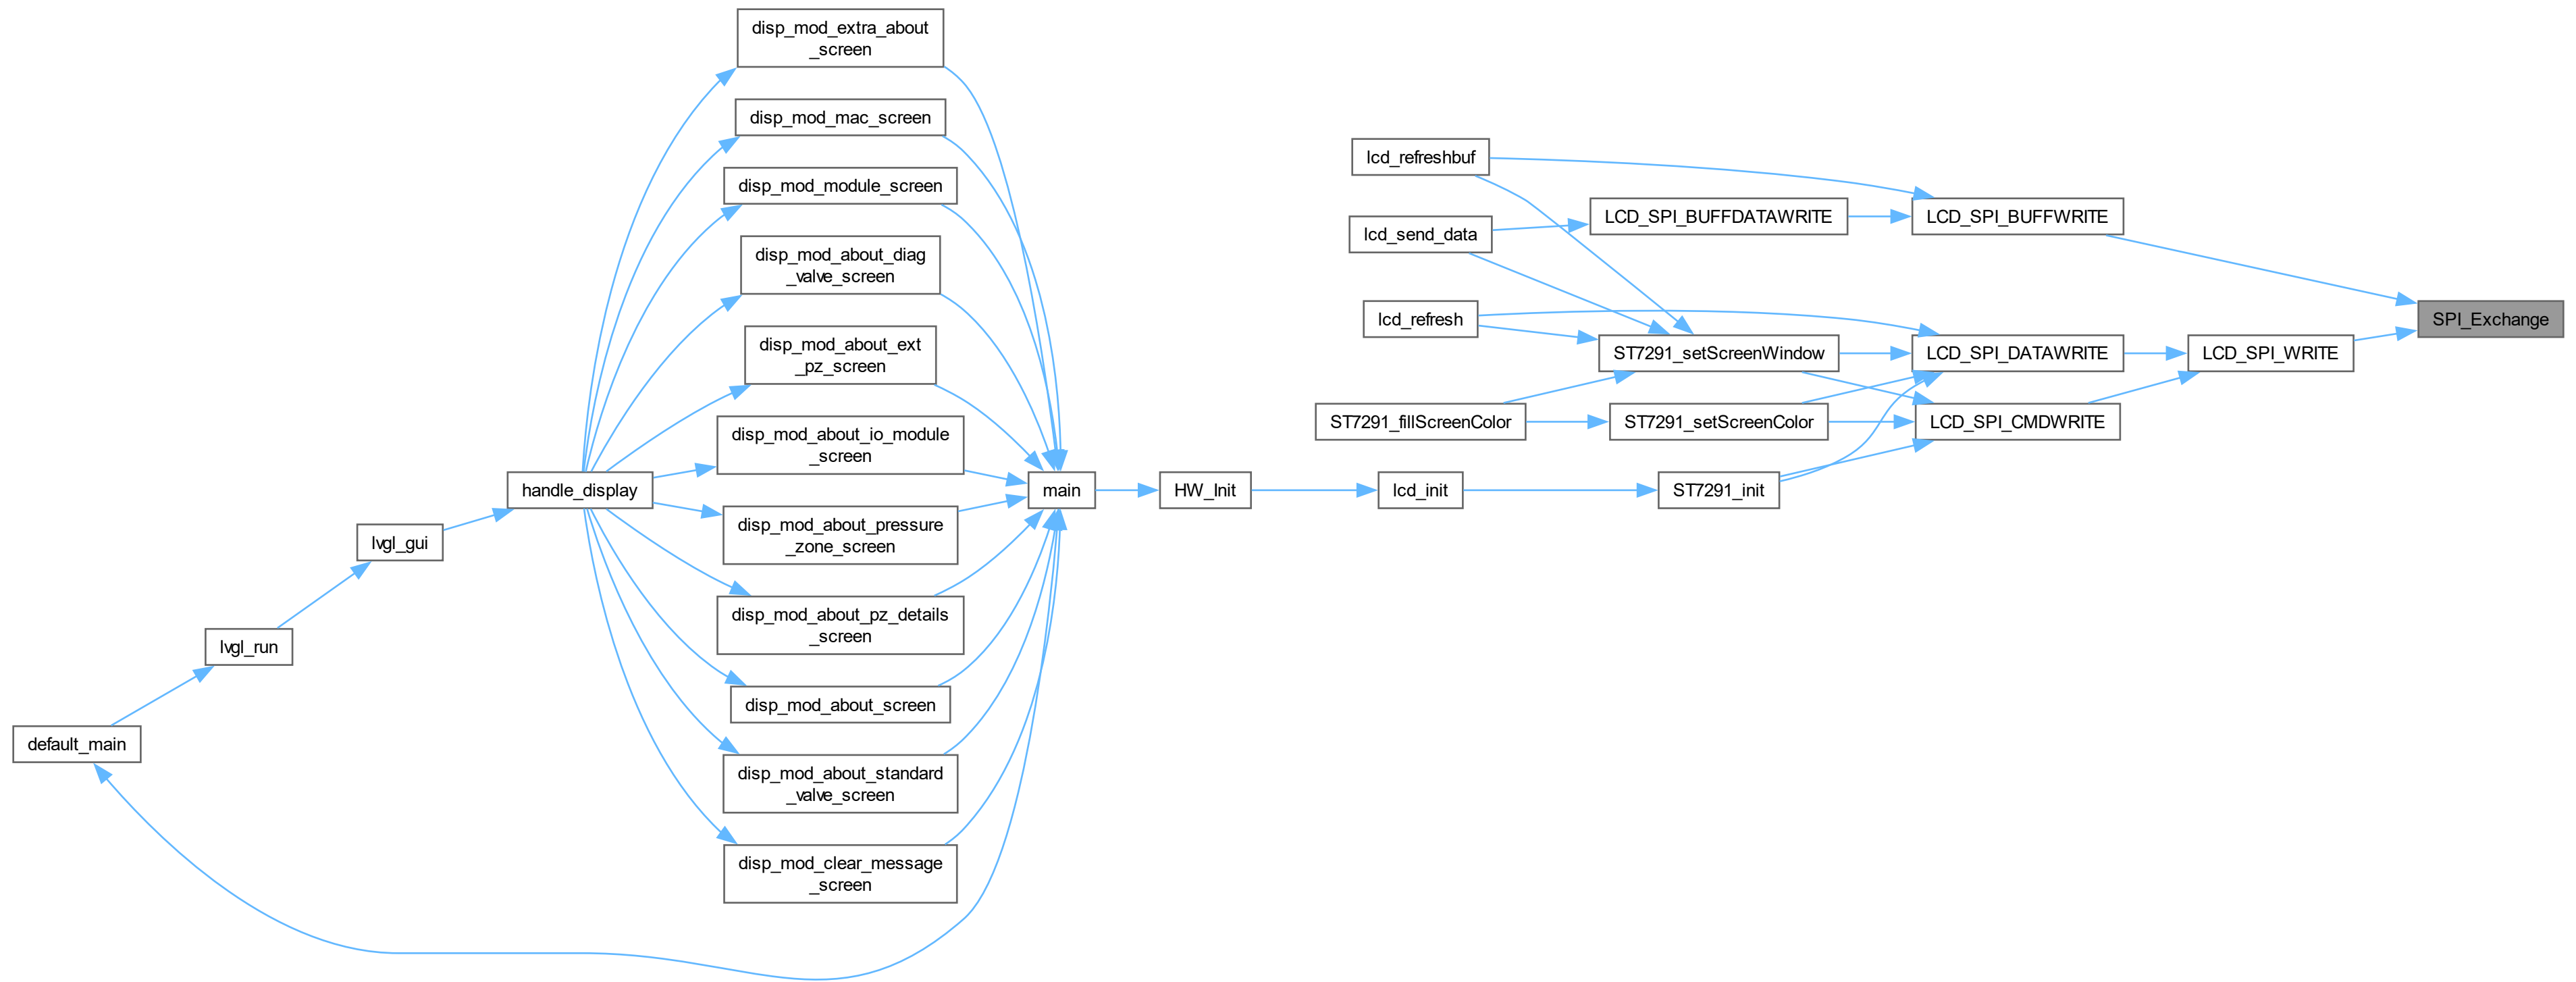 disp_mod_extra_about
_screen
disp_mod_mac_screen
disp_mod_module_screen
disp_mod_about_diag
_valve_screen
disp_mod_about_ext
_pz_screen
disp_mod_about_io_module
_screen
handle_display
disp_mod_about_pressure
_zone_screen
lvgl_gui
disp_mod_about_pz_details
_screen
lvgl_run
disp_mod_about_screen
default_main
disp_mod_about_standard
_valve_screen
disp_mod_clear_message
_screen
main
HW_Init
lcd_init
ST7291_init
lcd_refreshbuf
LCD_SPI_BUFFDATAWRITE
LCD_SPI_BUFFWRITE
lcd_send_data
lcd_refresh
SPI_Exchange
ST7291_setScreenWindow
LCD_SPI_DATAWRITE
LCD_SPI_WRITE
ST7291_fillScreenColor
ST7291_setScreenColor
LCD_SPI_CMDWRITE